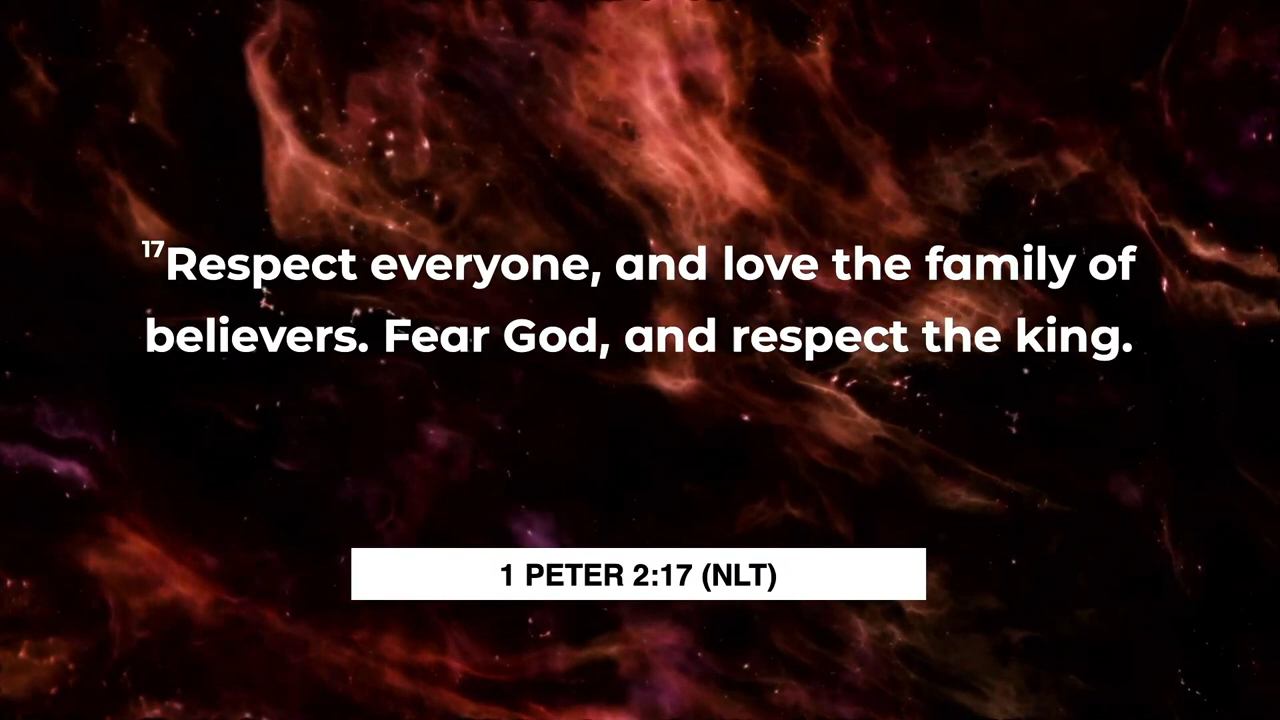 17Respect everyone, and love the family of
believers. Fear God, and respect the king.
1 PETER 2:17 (NLT)